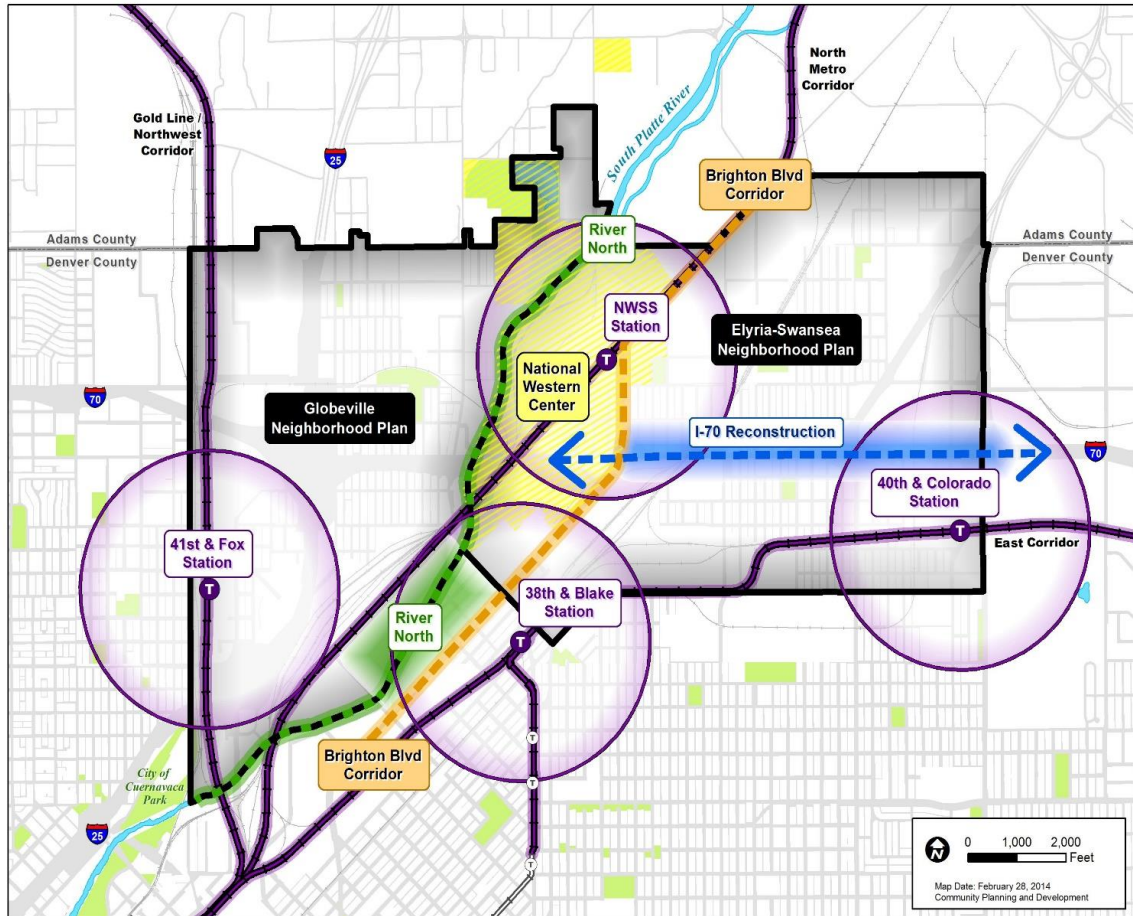 North
Metro
Corridor
South Platte River
Gold Line /
Northwest
Corridor
25
Brighton Blvd
Corridor
River
North
Adams County
Denver County
Adams County
Denver County
NWSS
Station
Elyria-Swansea
Neighborhood Plan
National
Western
Center
70
Globeville
Neighborhood Plan
I-70 Reconstruction
70
T
40th & Colorado
Station
41st & Fox
Station
T
East Corridor
T
38th & Blake
Station
River
North
T
T
T
T
Brighton Blvd
Corridor
City of
Cuernavaca
Park
25
N
0 1,000 2,000
Feet
Map Date: February 28, 2014
Community Planning and Development